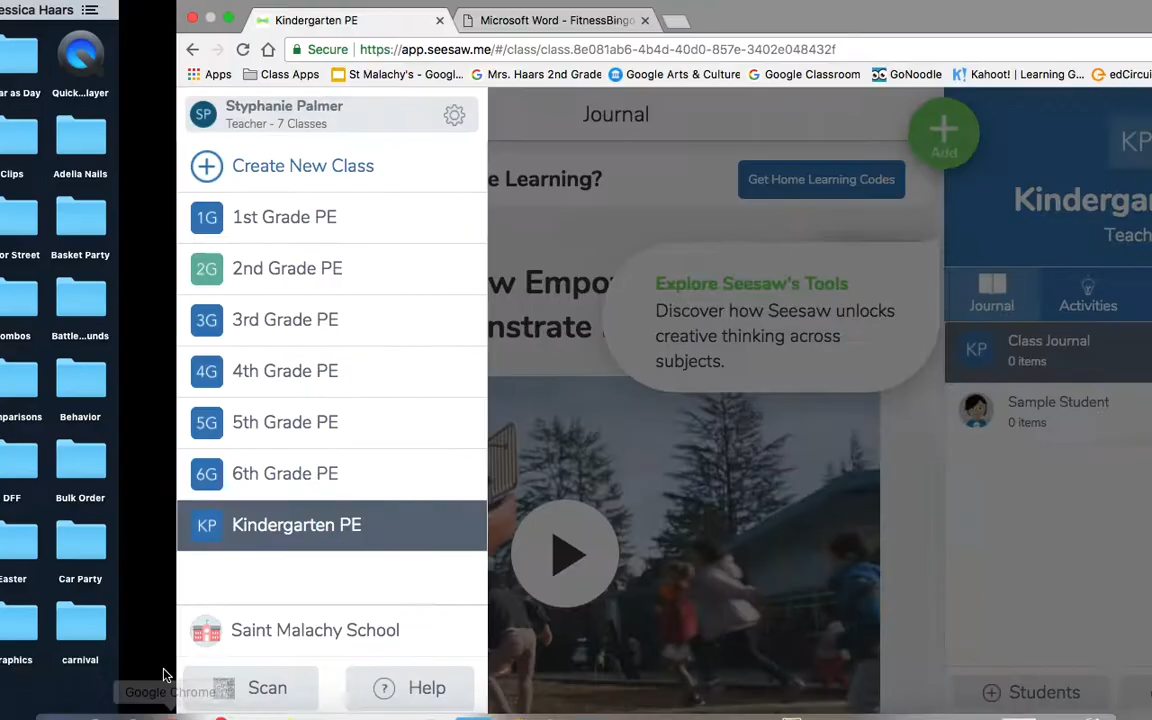 essica Haars
ar as Day
Quick...layer
Clips
Adelia Nails
or Street
Basket Party
ombos
Battle...unds
mparisons
Behavior
DFF
Bulk Order
Easter
Car Party
raphics
carnival
Google Chrome
Kindergarten PE
Microsoft Word - FitnessBingo
Secure
https://app.seesaw.me/#/class/class.8e081ab6-4b4d-40d0-857e-3402e048432f
Apps
Class Apps
St Malachy's - Googl...
Mrs. Haars 2nd Grade
Google Arts & Culture
Google Classroom
GoNoodle
Kahoot! | Learning G...
edCircui
SP
Styphanie Palmer
Teacher - 7 Classes
Create New Class
1G 1st Grade PE
2G 2nd Grade PE
3G 3rd Grade PE
4G 4th Grade PE
5G 5th Grade PE
6G 6th Grade PE
KP Kindergarten PE
Saint Malachy School
Scan
? Help
Journal
e Learning?
Get Home Learning Codes
w Empo
nstrate
Explore Seesaw's Tools
Discover how Seesaw unlocks
creative thinking across
subjects.
Add
KP
Kinderga
Teach
Journal
Activities
KP
Class Journal
0 items
Sample Student
0 items
Students